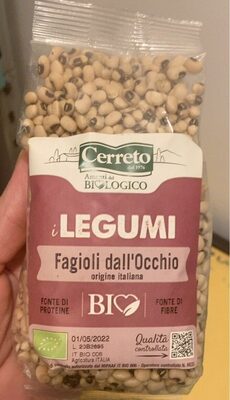 Cerreto
dal 1976
Amanti del
BIOLOGICO
i LEGUMI
Fagioli dall'Occhio
origine italiana
FONTE DI
PROTEINE
BIO
FONTE DI
FIBRE
01/05/2022
L
IT BIO 006
Agricoltura ITALIA
Qualità
controllata